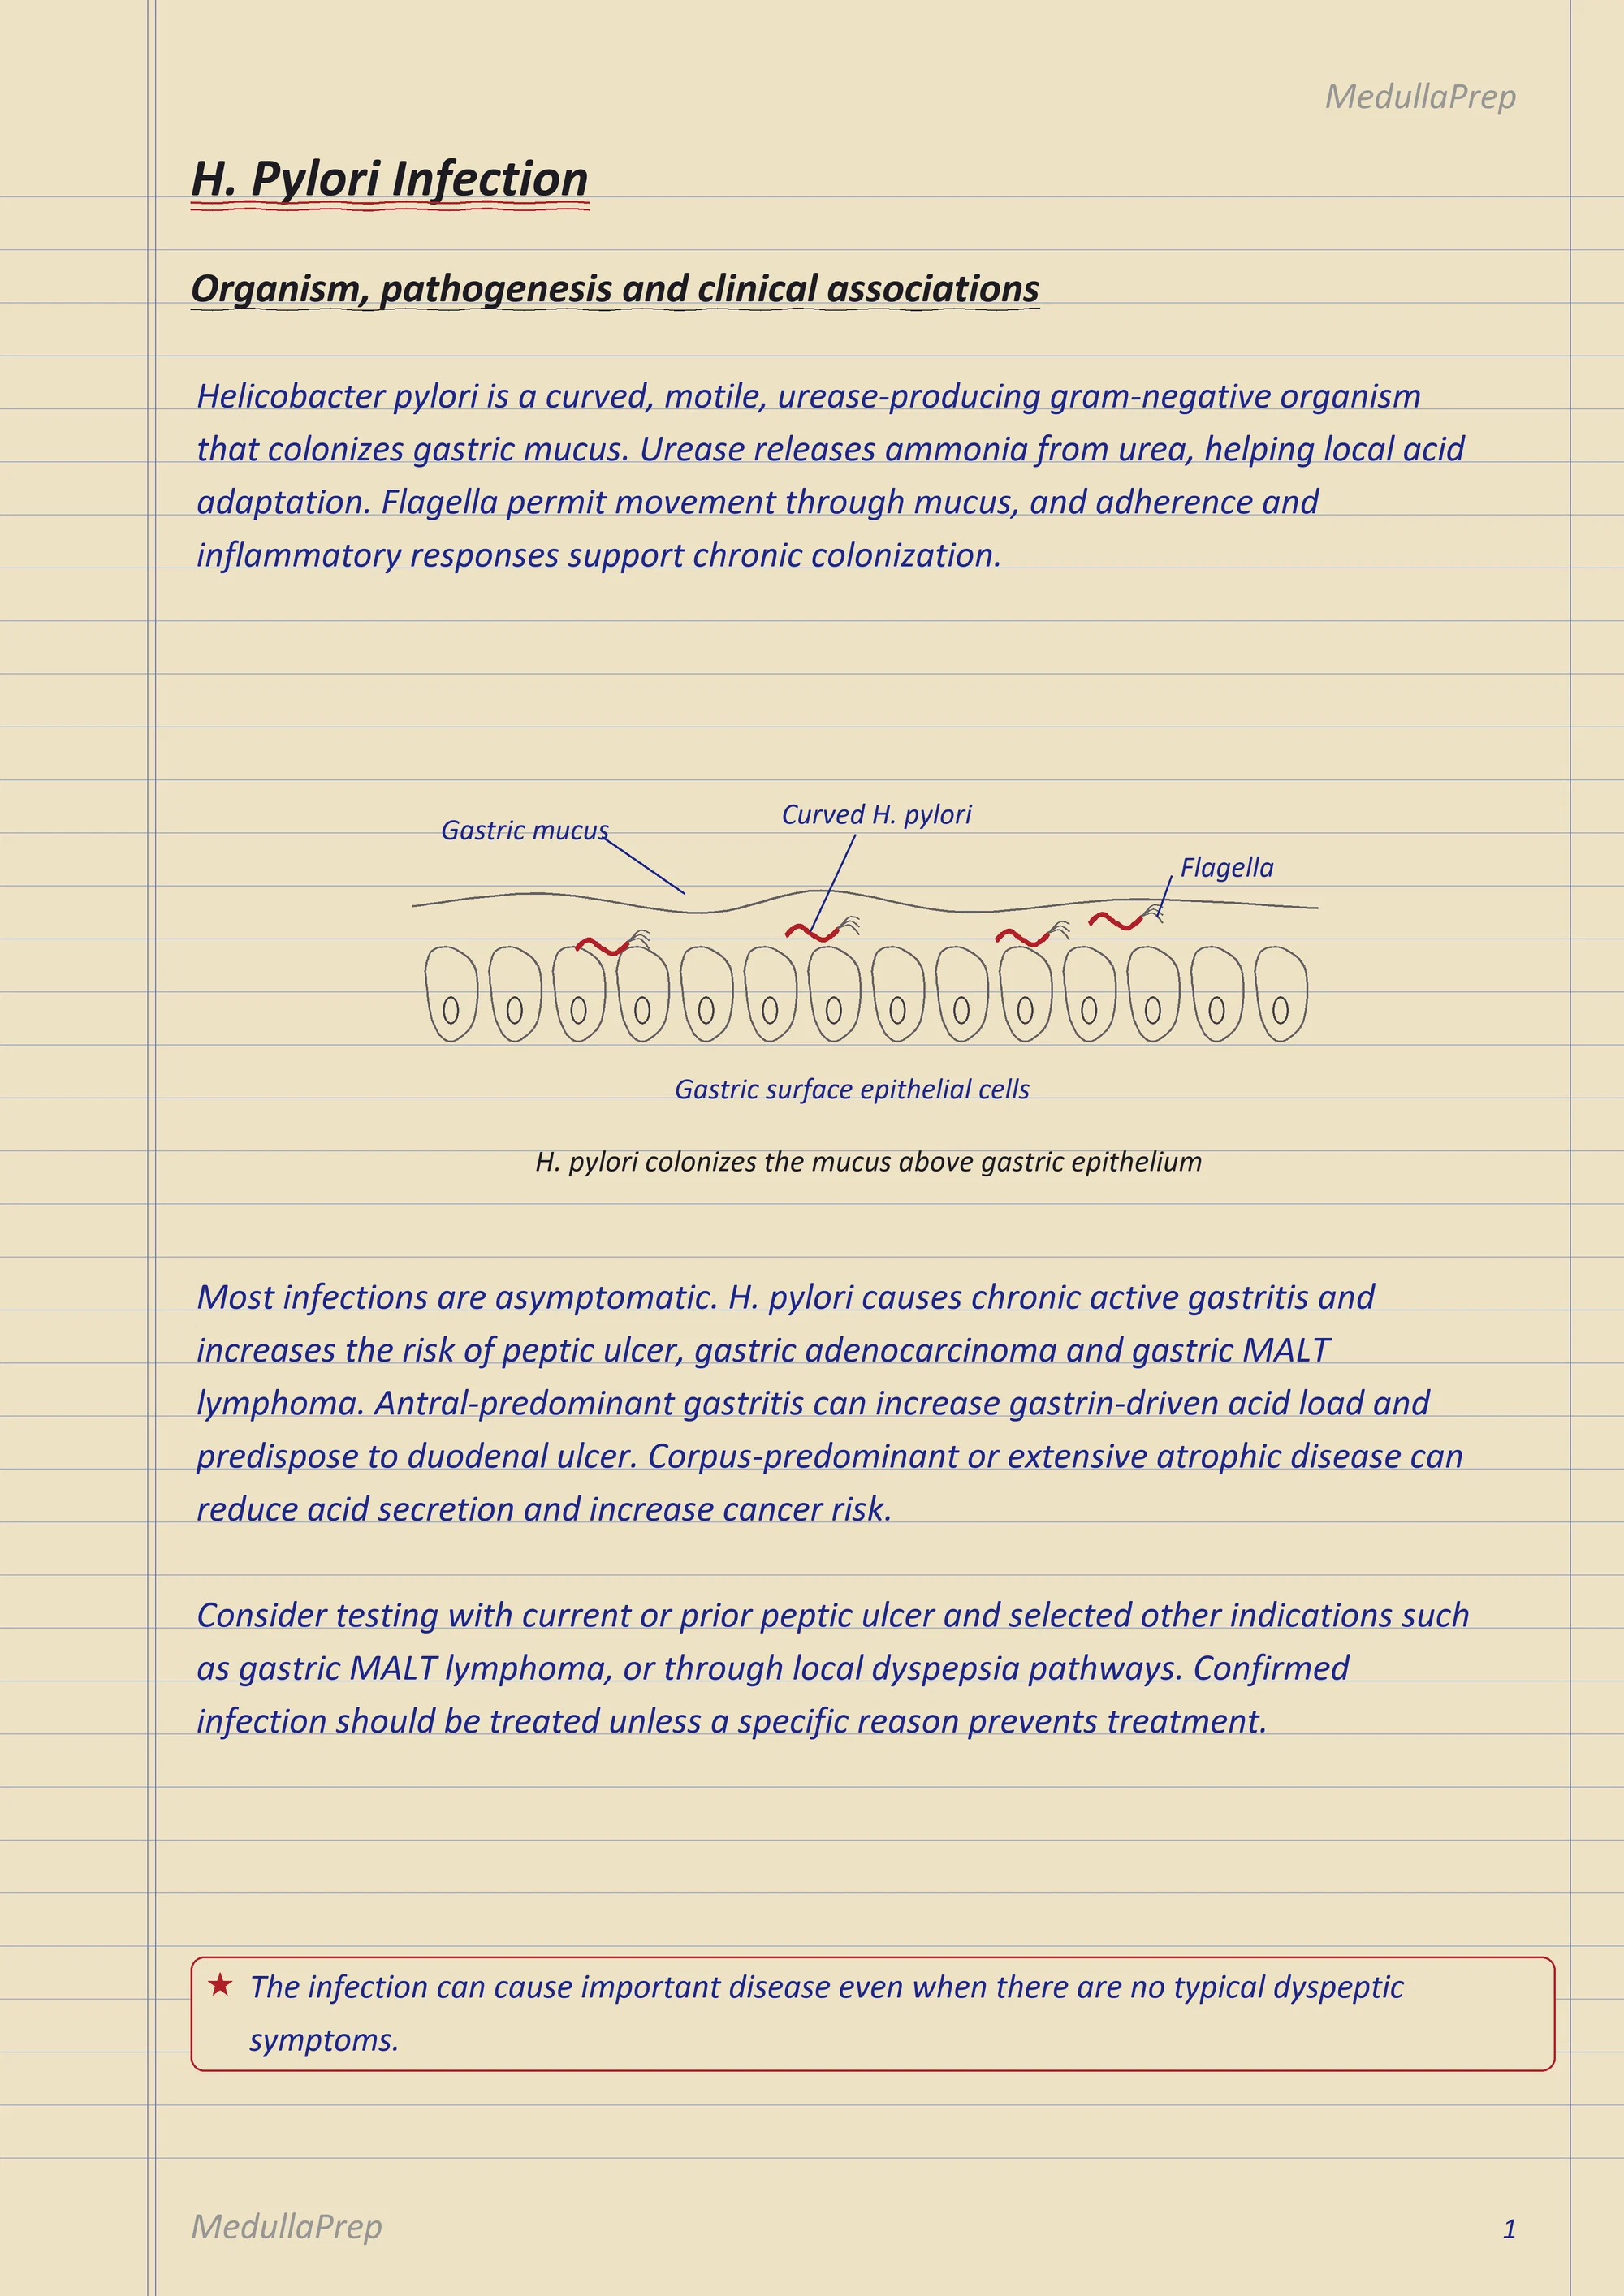 MedullaPrep
H. Pylori Infection
Organism, pathogenesis and clinical associations
Helicobacter pylori is a curved, motile, urease-producing gram-negative organism
that colonizes gastric mucus. Urease releases ammonia from urea, helping local acid
adaptation. Flagella permit movement through mucus, and adherence and
inflammatory responses support chronic colonization.
Gastric mucus
Curved H. pylori
Flagella
Gastric surface epithelial cells
H. pylori colonizes the mucus above gastric epithelium
Most infections are asymptomatic. H. pylori causes chronic active gastritis and
increases the risk of peptic ulcer, gastric adenocarcinoma and gastric MALT
lymphoma. Antral-predominant gastritis can increase gastrin-driven acid load and
predispose to duodenal ulcer. Corpus-predominant or extensive atrophic disease can
reduce acid secretion and increase cancer risk.
Consider testing with current or prior peptic ulcer and selected other indications such
as gastric MALT lymphoma, or through local dyspepsia pathways. Confirmed
infection should be treated unless a specific reason prevents treatment.
★ The infection can cause important disease even when there are no typical dyspeptic
symptoms.
MedullaPrep
1